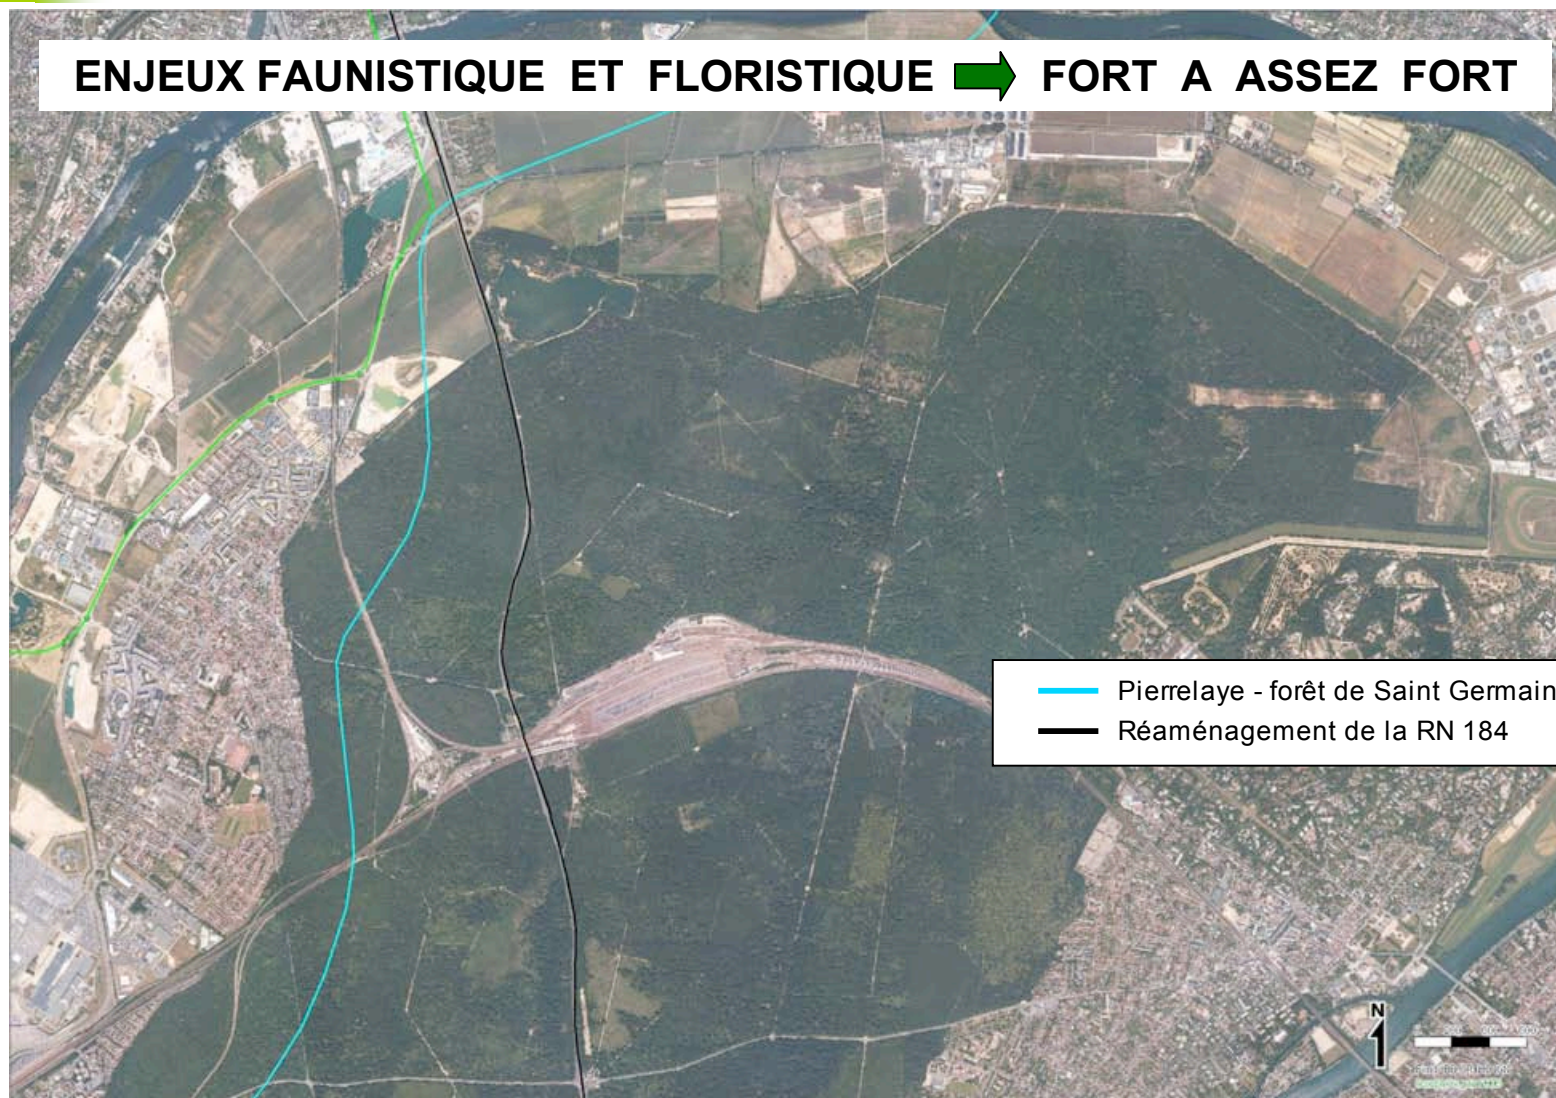 ENJEUX FAUNISTIQUE ET FLORISTIQUE FORT A ASSEZ FORT
Pierrelaye - forêt de Saint Germain
Réaménagement de la RN 184
N